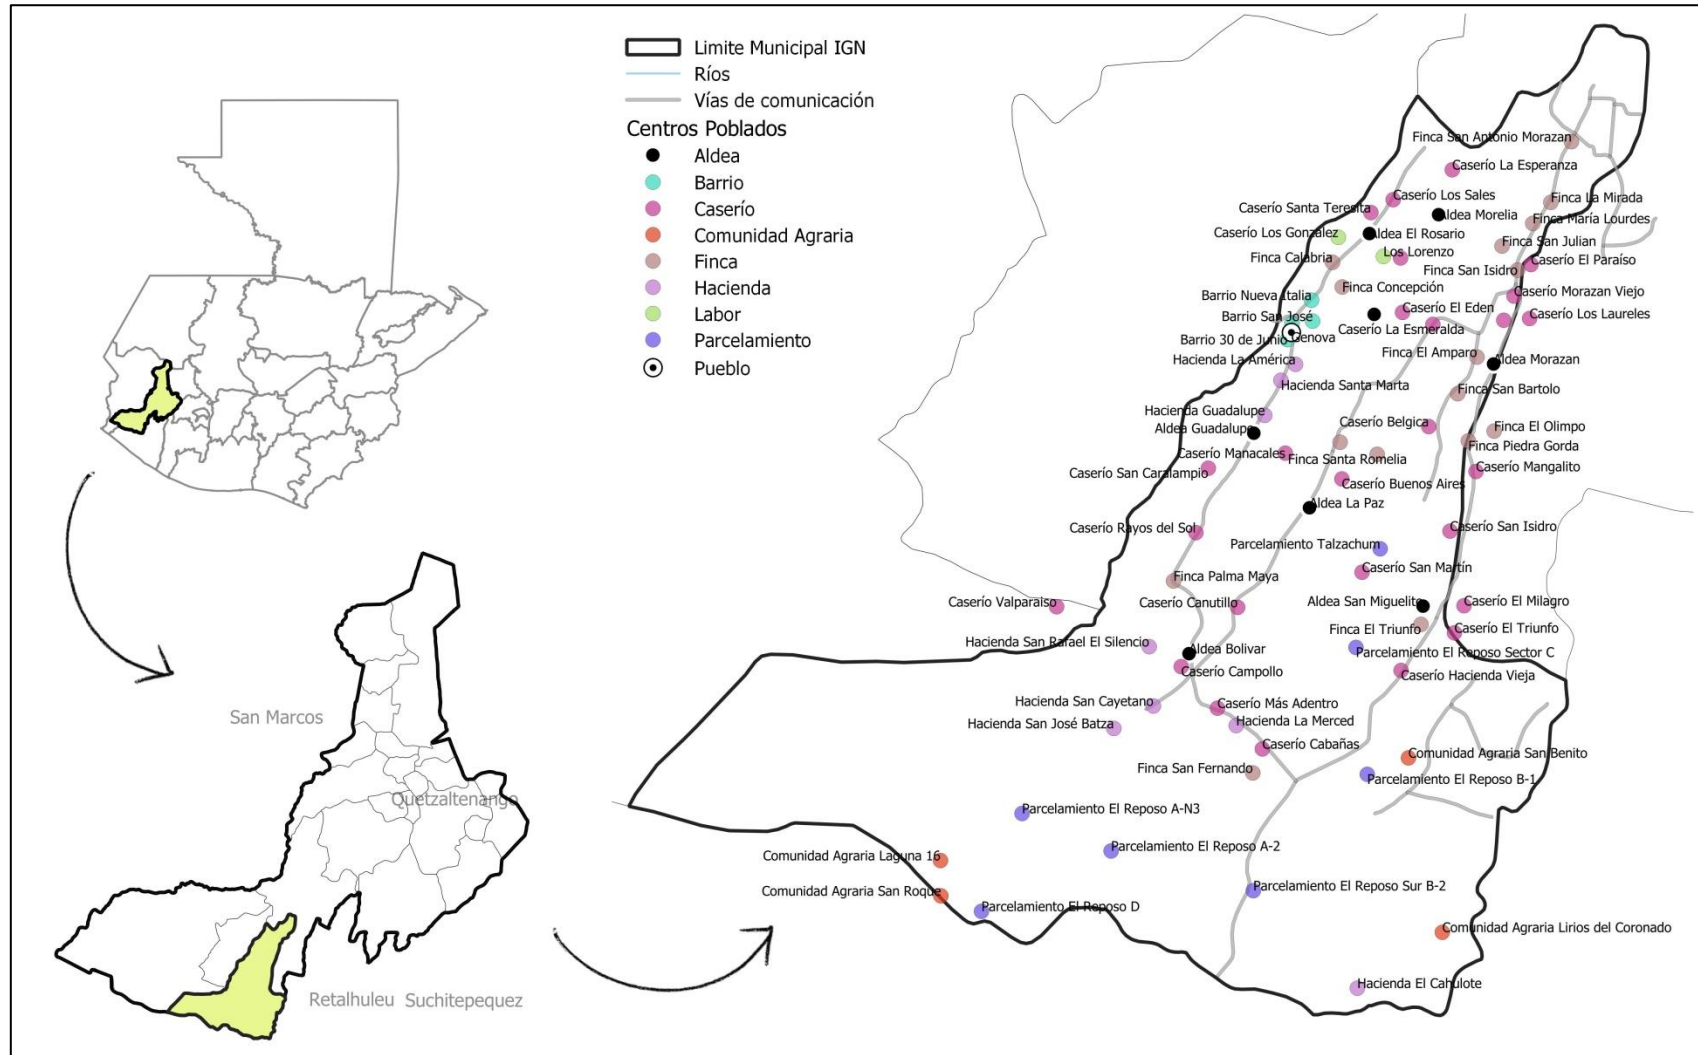 Limite Municipal IGN
Ríos
Vías de comunicación
Centros Poblados
Aldea
Barrio
Caserío
Comunidad Agraria
Finca
Hacienda
Labor
Parcelamiento
Pueblo
San Marcos
Quetzaltenango
Retalhuleu
Suchitepequez
Finca San Antonio Morazan
Caserío La Esperanza
Caserío Los Sales
Finca La Mirada
Caserío Santa Teresita
Aldea Morelia
Finca María Lourdes
Caserío Los González
Aldea El Rosario
Finca San Julian
Los Lorenzo
Finca Calabria
Finca San Isidro
Caserío El Paraíso
Finca Concepción
Barrio Nueva Italia
Caserío Morazan Viejo
Caserío El Eden
Barrio San José
Caserío Los Laureles
Caserío La Esmeralda
Barrio 30 de Junio
Genova
Hacienda La América
Finca El Amparo
Aldea Morazan
Hacienda Santa Marta
Finca San Bartolo
Hacienda Guadalupe
Aldea Guadalupe
Caserío Belgica
Finca El Olimpo
Finca Piedra Gorda
Caserío Manacales
Finca Santa Romelia
Caserío San Caralampio
Caserío Mangalito
Caserío Buenos Aires
Aldea La Paz
Caserío Rayos del Sol
Caserío San Isidro
Parcelamiento Talzachum
Caserío San Martín
Finca Palma Maya
Caserío Valparaiso
Caserío Canutillo
Aldea San Miguelito
Caserío El Milagro
Finca El Triunfo
Caserío El Triunfo
Hacienda San Rafael El Silencio
Aldea Bolivar
Parcelamiento El Reposo Sector C
Caserío Campollo
Caserío Hacienda Vieja
Hacienda San Cayetano
Caserío Más Adentro
Hacienda San José Batza
Hacienda La Merced
Caserío Cabañas
Comunidad Agraria San Benito
Finca San Fernando
Parcelamiento El Reposo B-1
Parcelamiento El Reposo A-N3
Parcelamiento El Reposo A-2
Comunidad Agraria Laguna 16
Comunidad Agraria San Roque
Parcelamiento El Reposo Sur B-2
Parcelamiento El Reposo D
Comunidad Agraria Lirios del Coronado
Hacienda El Cahulote